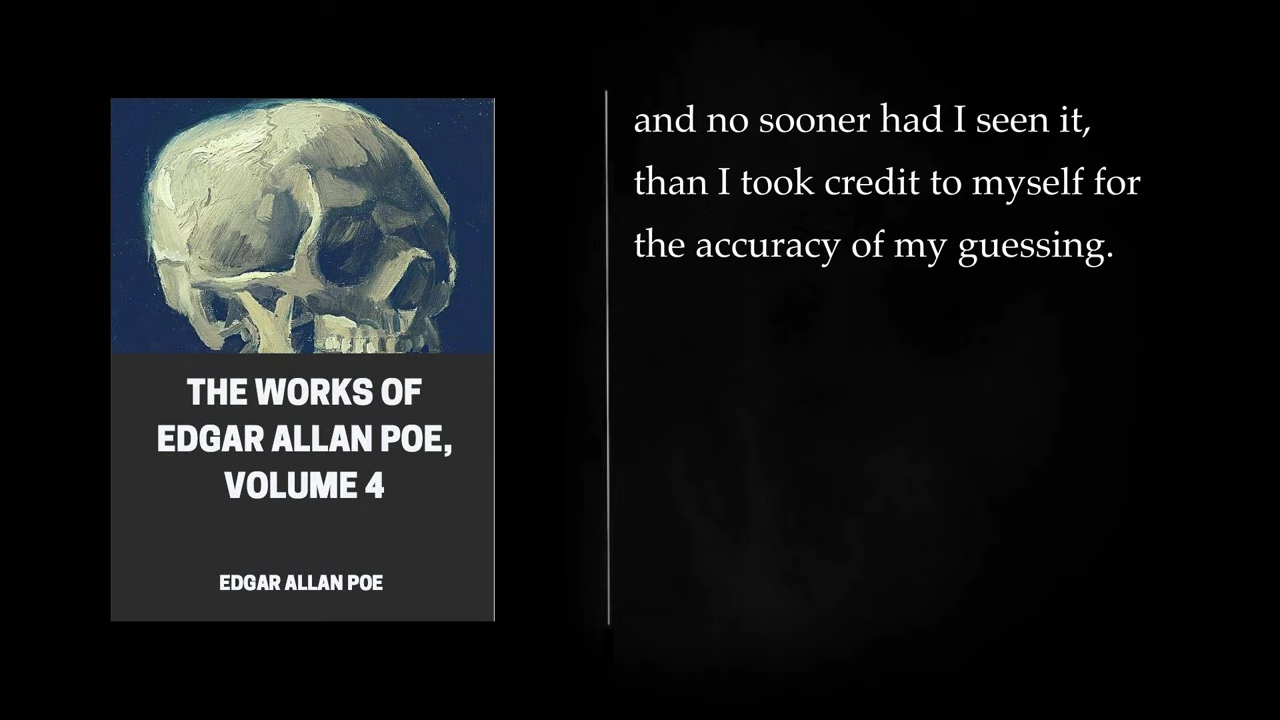 THE WORKS OF
EDGAR ALLAN POE,
VOLUME 4
EDGAR ALLAN POE
and no sooner had I seen it,
than I took credit to myself for
the accuracy of my guessing.